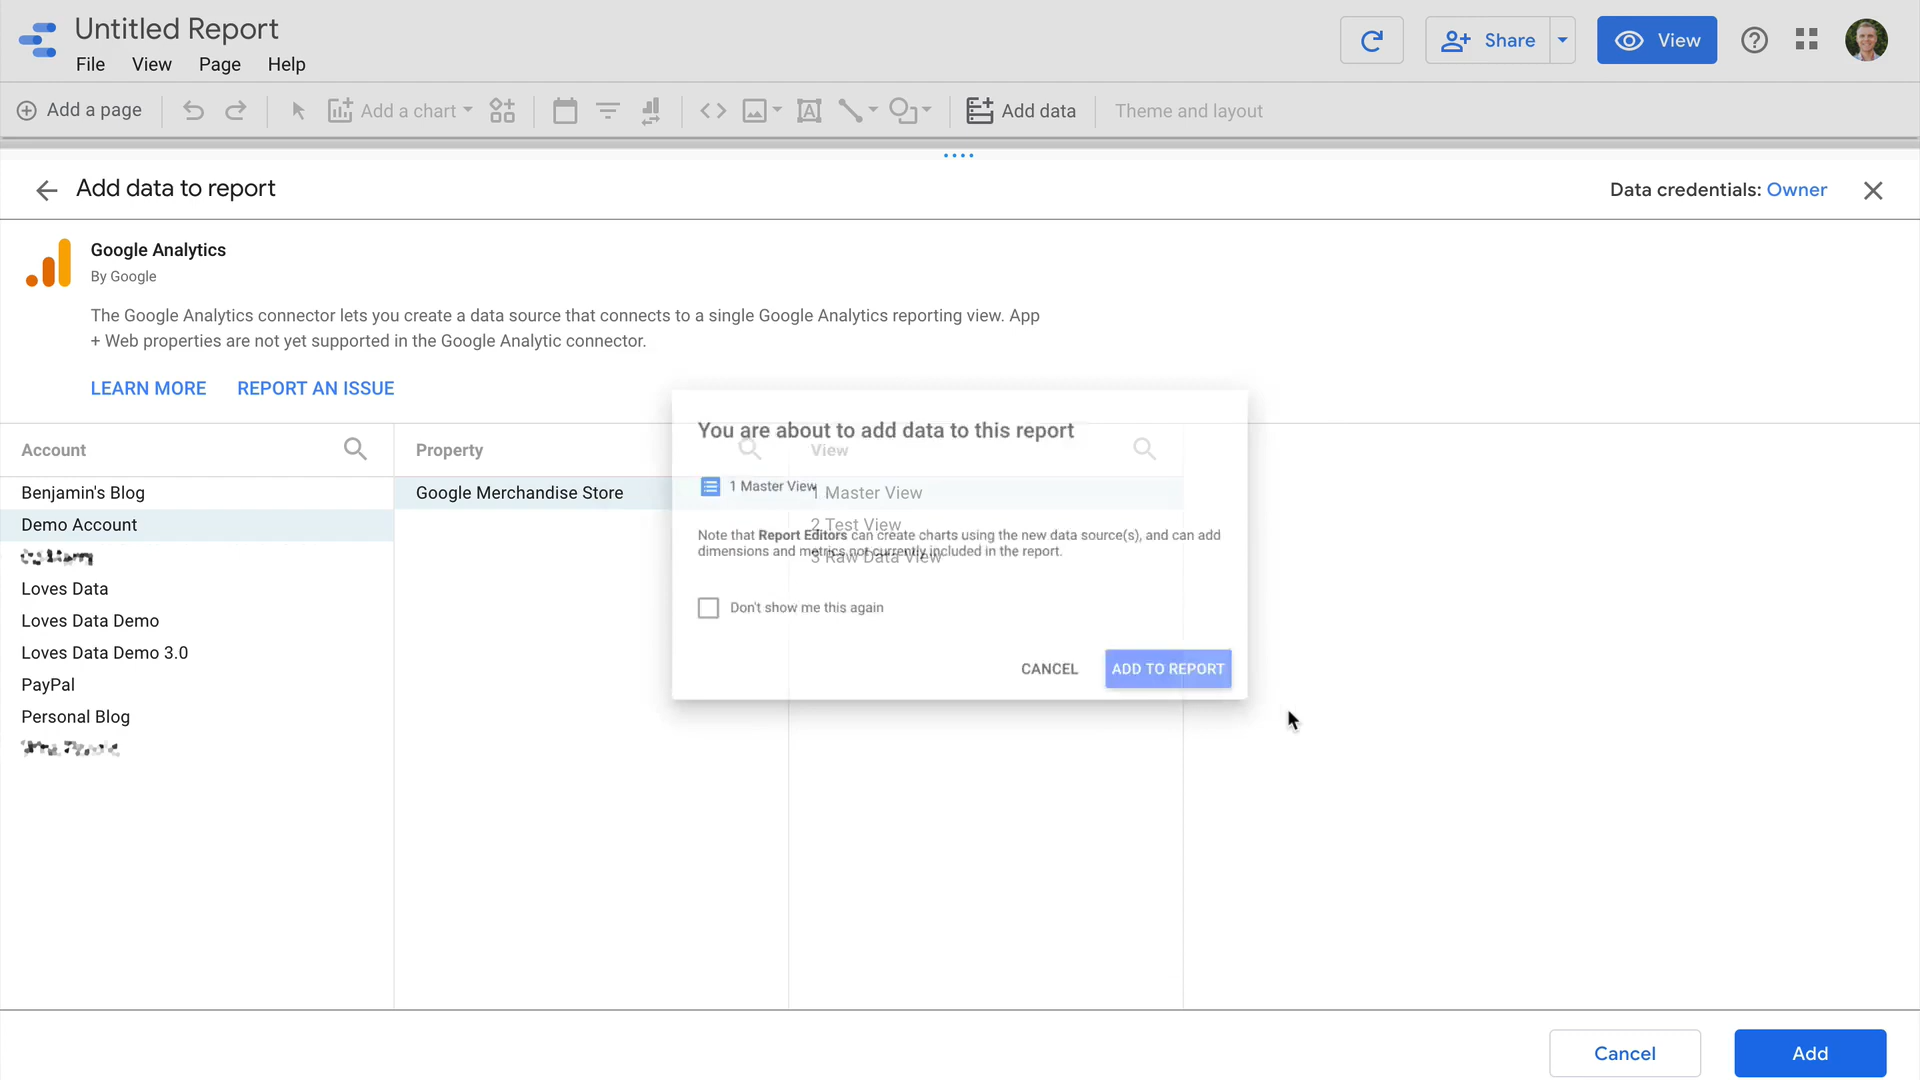 Untitled Report
File View Page Help
Share
View
Add a page
Add a chart
Add data
Theme and layout
Add data to report
Data credentials: Owner
Google Analytics
By Google
The Google Analytics connector lets you create a data source that connects to a single Google Analytics reporting view. App
+ Web properties are not yet supported in the Google Analytic connector.
LEARN MORE REPORT AN ISSUE
Account
Benjamin's Blog
Demo Account
Loves Data
Loves Data Demo
Loves Data Demo 3.0
PayPal
Personal Blog
Property
Google Merchandise Store
View
1 Master View
2 Test View
3 Raw Data View
You are about to add data to this report
1 Master View
Note that Report Editors can create charts using the new data source(s), and can add
dimensions and metrics not currently included in the report.
Don't show me this again
CANCEL ADD TO REPORT
Cancel Add